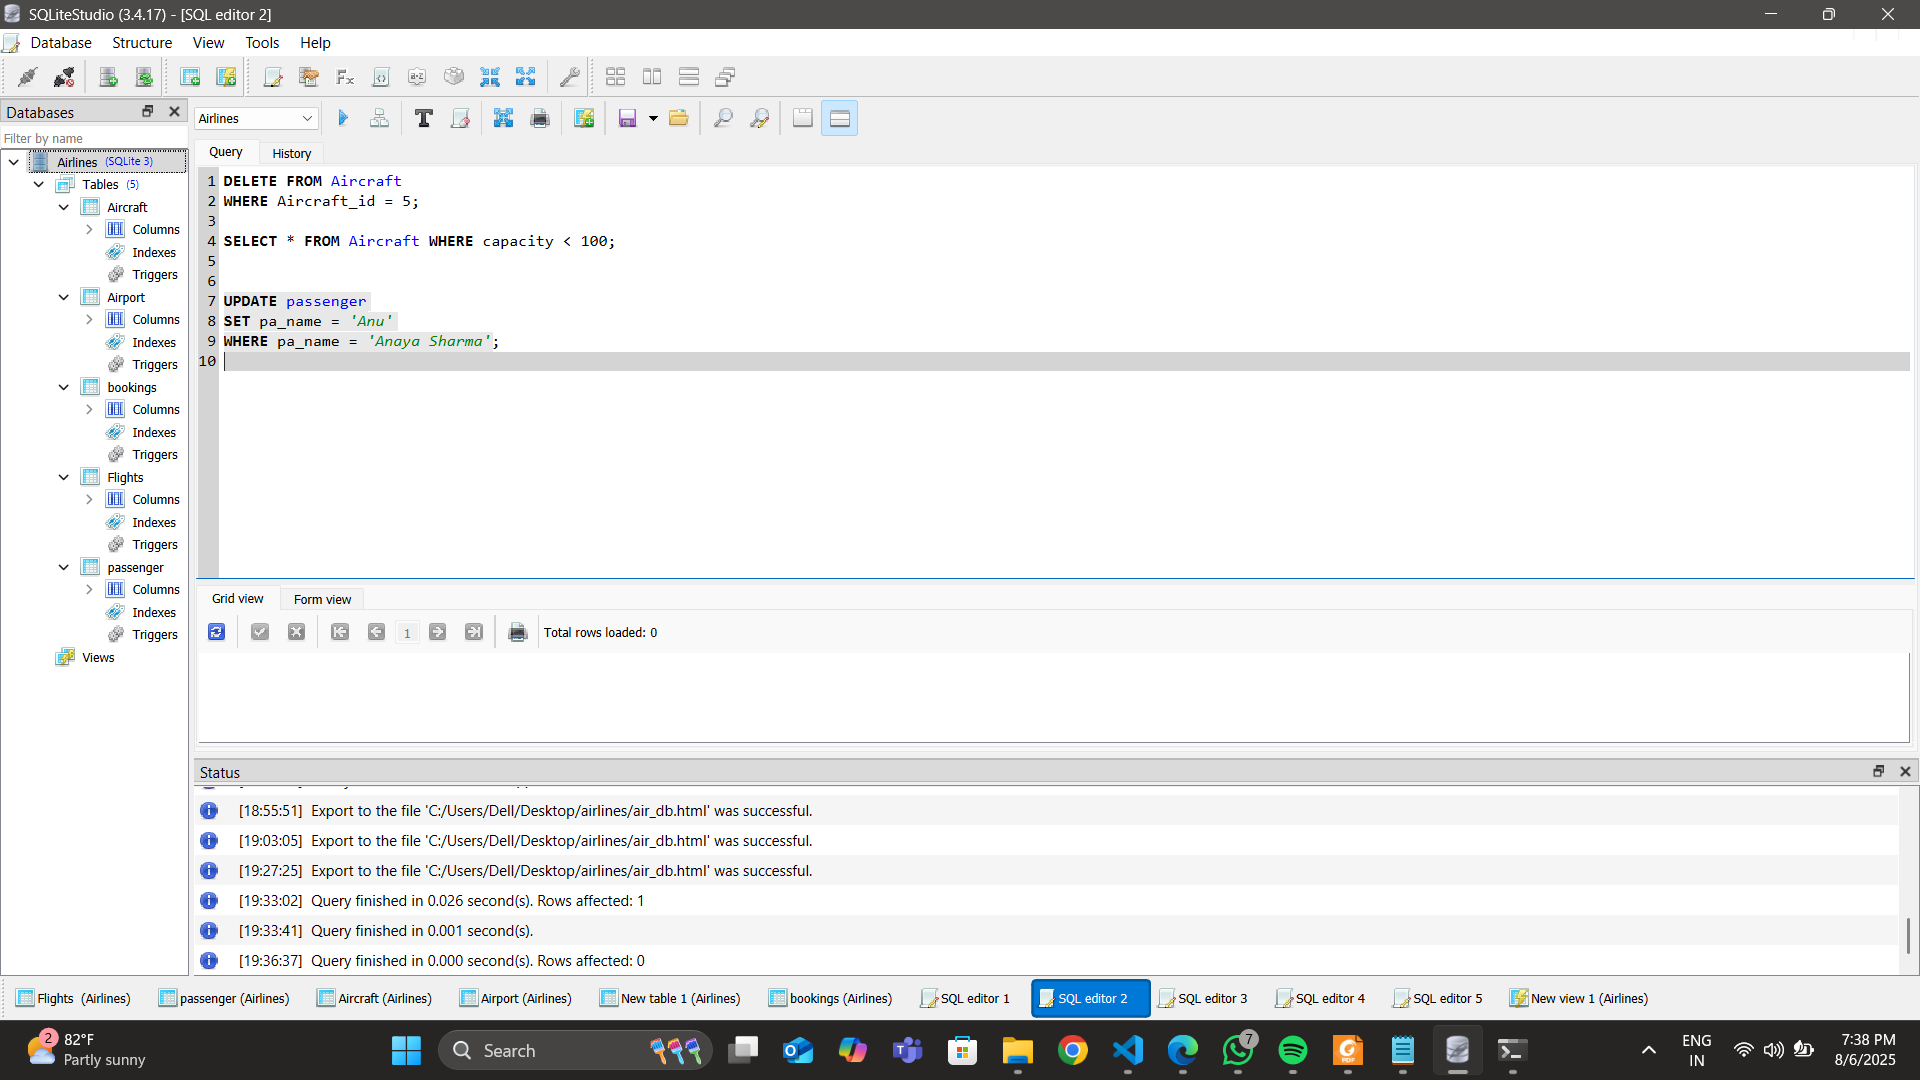 SQLiteStudio (3.4.17) - [SQL editor 2]
Database Structure View Tools Help
Databases
Filter by name
Airlines (SQLite 3)
Tables (5)
Aircraft
Columns
Indexes
Triggers
Airport
Columns
Indexes
Triggers
bookings
Columns
Indexes
Triggers
Flights
Columns
Indexes
Triggers
passenger
Columns
Indexes
Triggers
Views
Airlines
Query History
1 DELETE FROM Aircraft
2 WHERE Aircraft_id = 5;
3
4 SELECT * FROM Aircraft WHERE capacity < 100;
5
6
7 UPDATE passenger
8 SET pa_name = 'Anu'
9 WHERE pa_name = 'Anaya Sharma';
10
Grid view Form view
1 Total rows loaded: 0
Status
[18:55:51] Export to the file 'C:/Users/Dell/Desktop/airlines/air_db.html' was successful.
[19:03:05] Export to the file 'C:/Users/Dell/Desktop/airlines/air_db.html' was successful.
[19:27:25] Export to the file 'C:/Users/Dell/Desktop/airlines/air_db.html' was successful.
[19:33:02] Query finished in 0.026 second(s). Rows affected: 1
[19:33:41] Query finished in 0.001 second(s).
[19:36:37] Query finished in 0.000 second(s). Rows affected: 0
Flights (Airlines) passenger (Airlines) Aircraft (Airlines) Airport (Airlines) New table 1 (Airlines) bookings (Airlines) SQL editor 1 SQL editor 2 SQL editor 3 SQL editor 4 SQL editor 5 New view 1 (Airlines)
2 82°F
Partly sunny
Search
7
ENG
IN
7:38 PM
8/6/2025